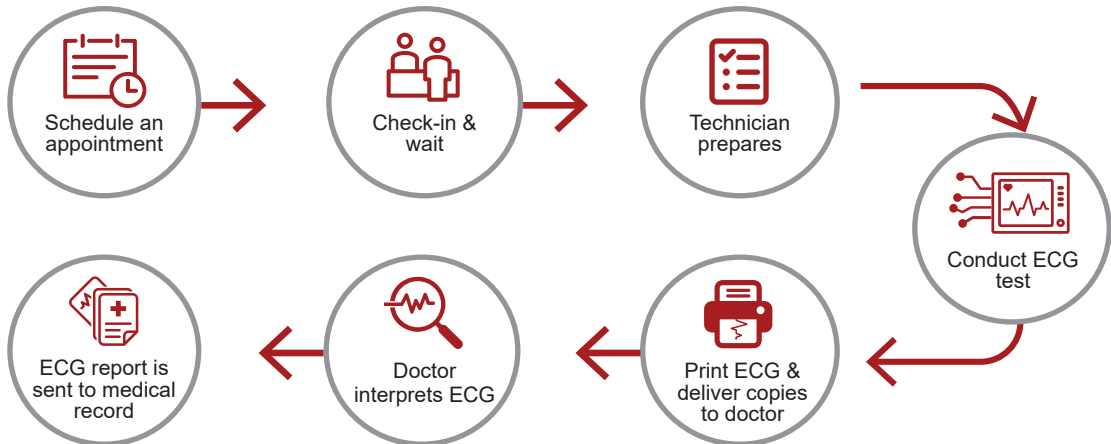 Schedule an
appointment
Check-in &
wait
Technician
prepares
Conduct ECG
test
Print ECG &
deliver copies
to doctor
Doctor
interprets ECG
ECG report is
sent to medical
record